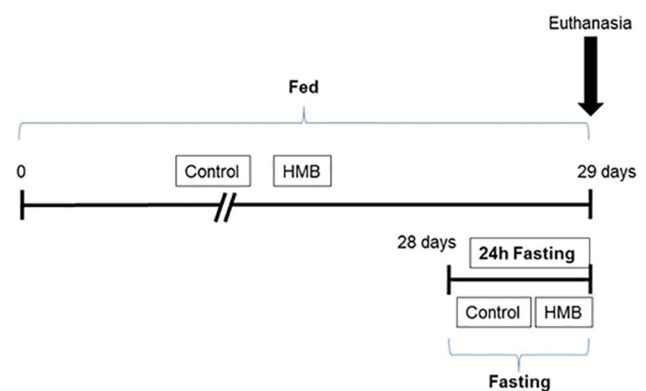 Euthanasia
Fed
0
Control
HMB
29 days
28 days
24h Fasting
Control
HMB
Fasting